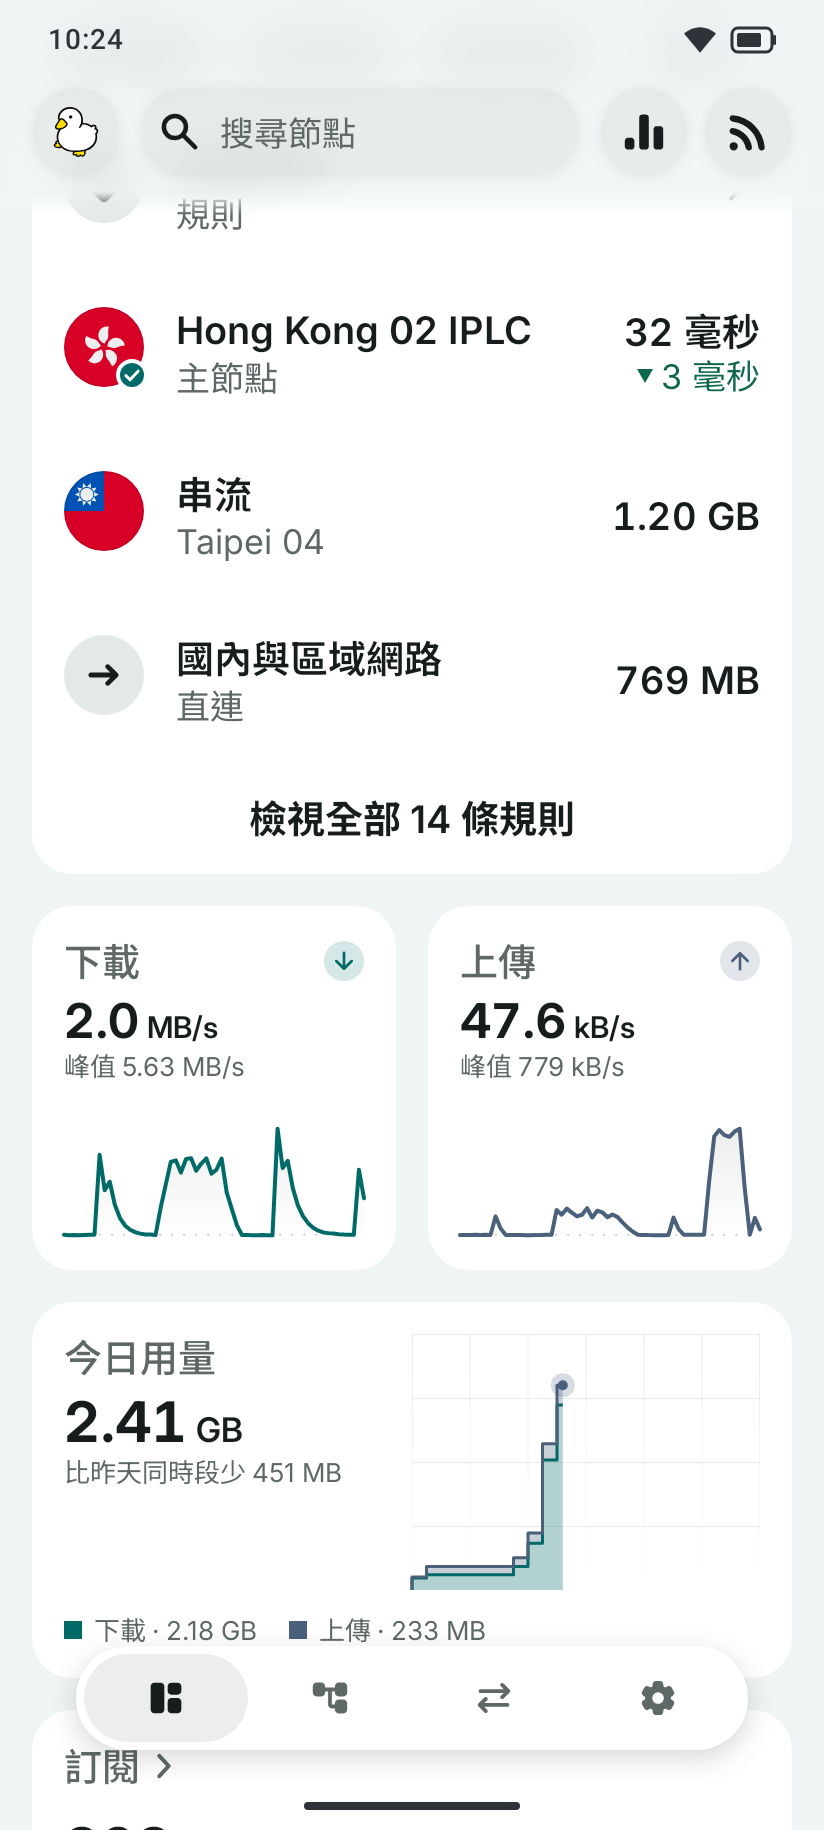 10:24
搜尋節點
規則
Hong Kong 02 IPLC
32 毫秒
主節點
3 毫秒
串流
1.20 GB
Taipei 04
國內與區域網路
769 MB
直連
檢視全部 14 條規則
下載
2.0 MB/s
峰值 5.63 MB/s
上傳
47.6 kB/s
峰值 779 kB/s
今日用量
2.41 GB
比昨天同時段少 451 MB
下載 · 2.18 GB
上傳 · 233 MB
訂閱